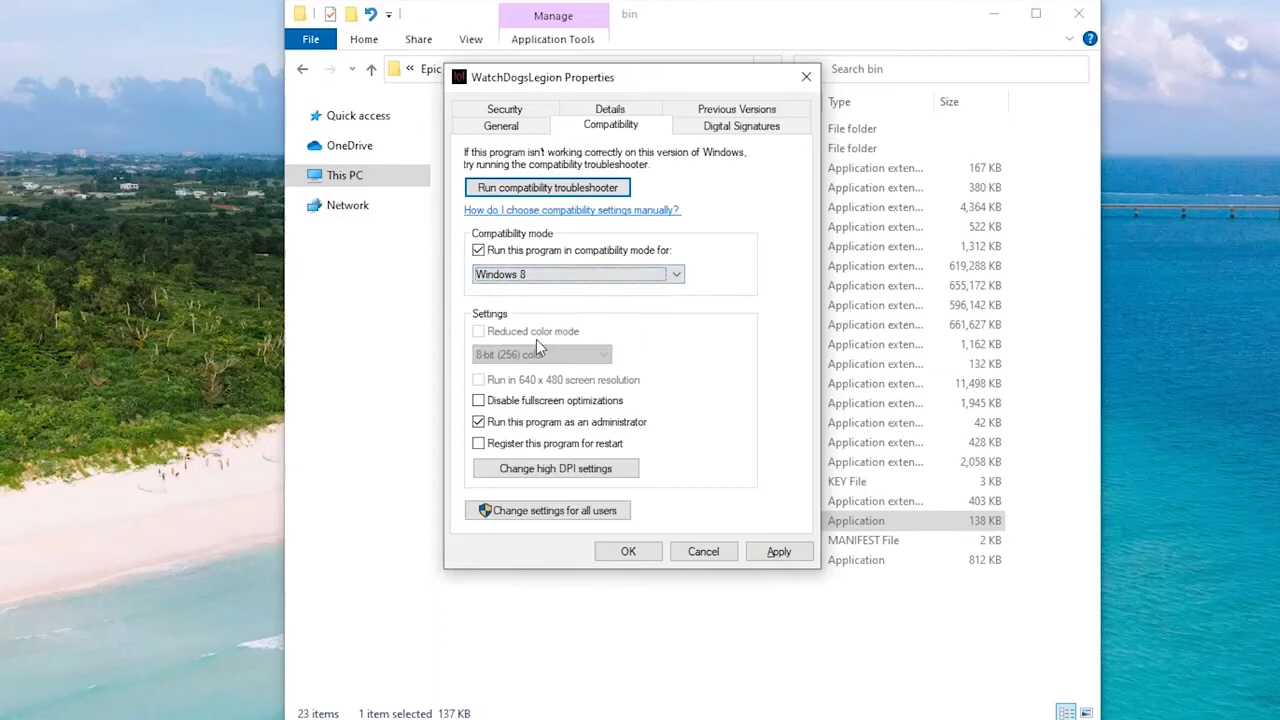 Manage
bin
File
Home
Share
View
Application Tools
« Epic
Search bin
Quick access
OneDrive
This PC
Network
WatchDogsLegion Properties
Security
Details
Previous Versions
General
Compatibility
Digital Signatures
If this program isn't working correctly on this version of Windows,
try running the compatibility troubleshooter.
Run compatibility troubleshooter
How do I choose compatibility settings manually?
Compatibility mode
Run this program in compatibility mode for:
Windows 8
Settings
Reduced color mode
8-bit (256) color
Run in 640 x 480 screen resolution
Disable fullscreen optimizations
Run this program as an administrator
Register this program for restart
Change high DPI settings
Change settings for all users
OK
Cancel
Apply
Type
Size
File folder
File folder
Application exten... 167 KB
Application exten... 380 KB
Application exten... 4,364 KB
Application exten... 522 KB
Application exten... 1,312 KB
Application exten... 619,288 KB
Application exten... 655,172 KB
Application exten... 596,142 KB
Application exten... 661,627 KB
Application exten... 1,162 KB
Application exten... 132 KB
Application exten... 11,498 KB
Application exten... 1,945 KB
Application exten... 42 KB
Application exten... 428 KB
Application exten... 2,058 KB
KEY File 3 KB
Application exten... 403 KB
Application 138 KB
MANIFEST File 2 KB
Application 812 KB
23 items
1 item selected 137 KB